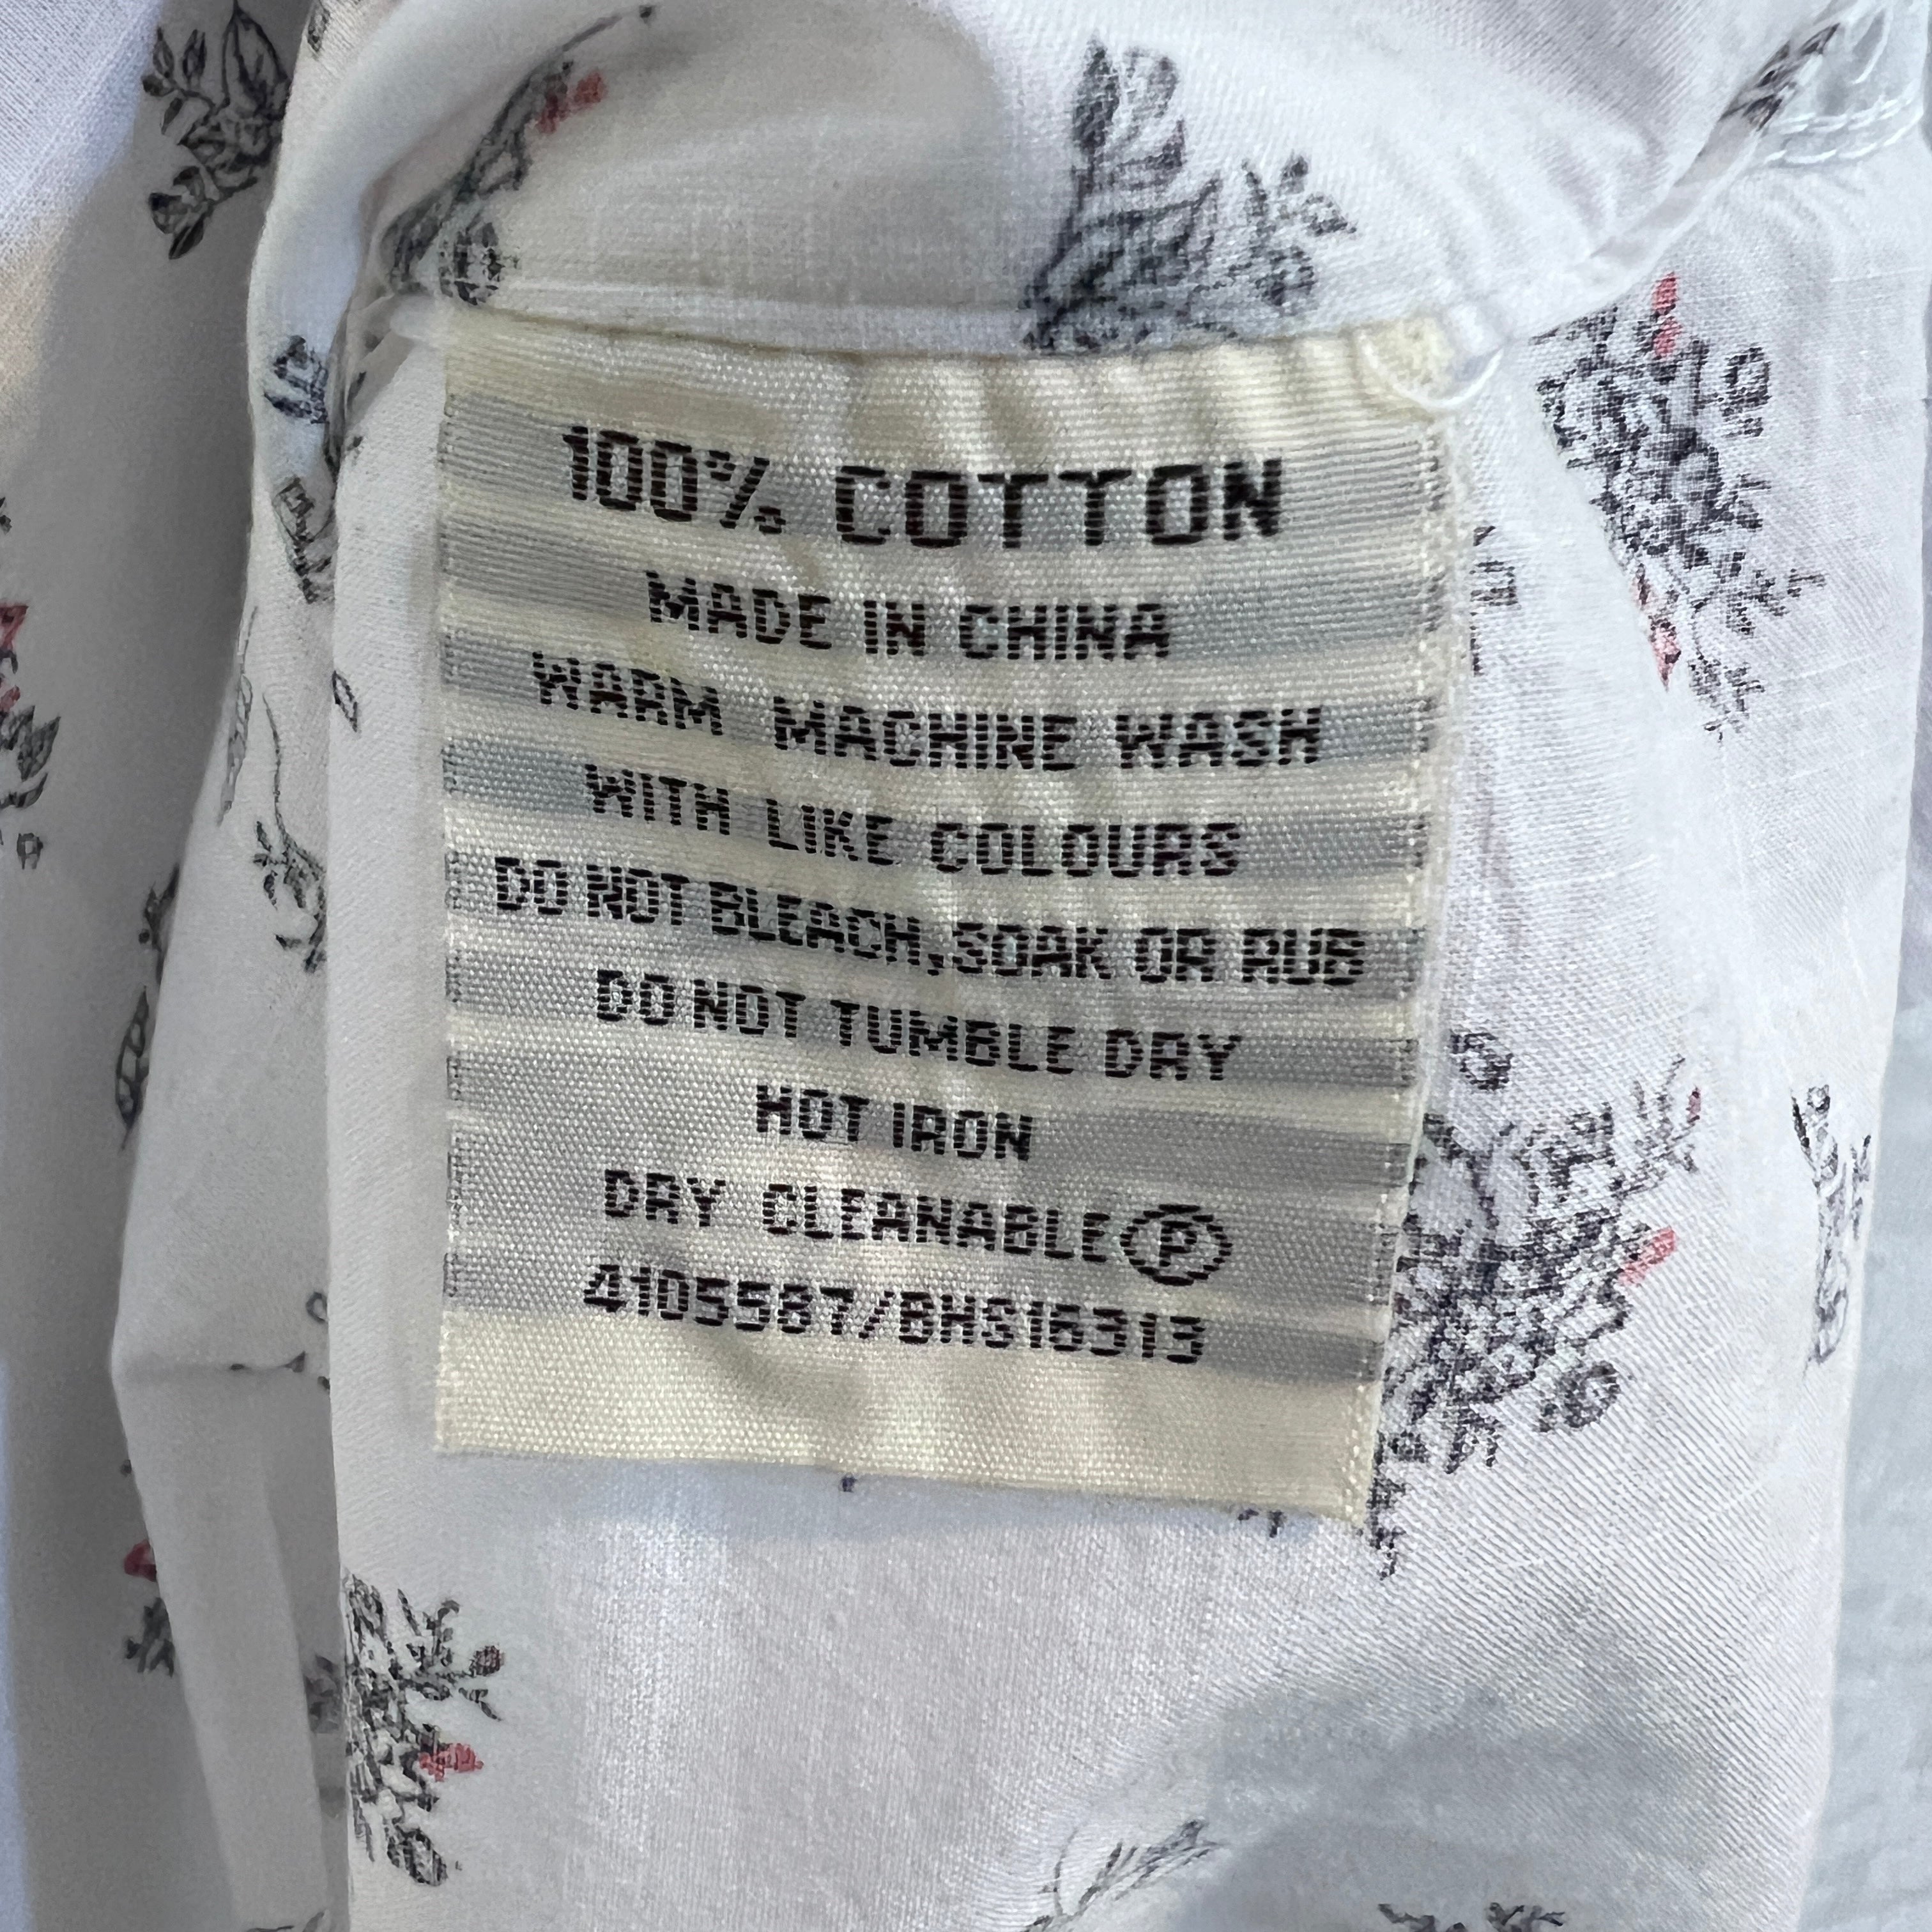 100% COTTON
MADE IN CHINA
WARM MACHINE WASH
WITH LIKE COLOURS
DO NOT BLEACH, SOAK OR RUB
DO NOT TUMBLE DRY
HOT IRON
DRY CLEANABLE Ⓟ
4105587/BHS16313